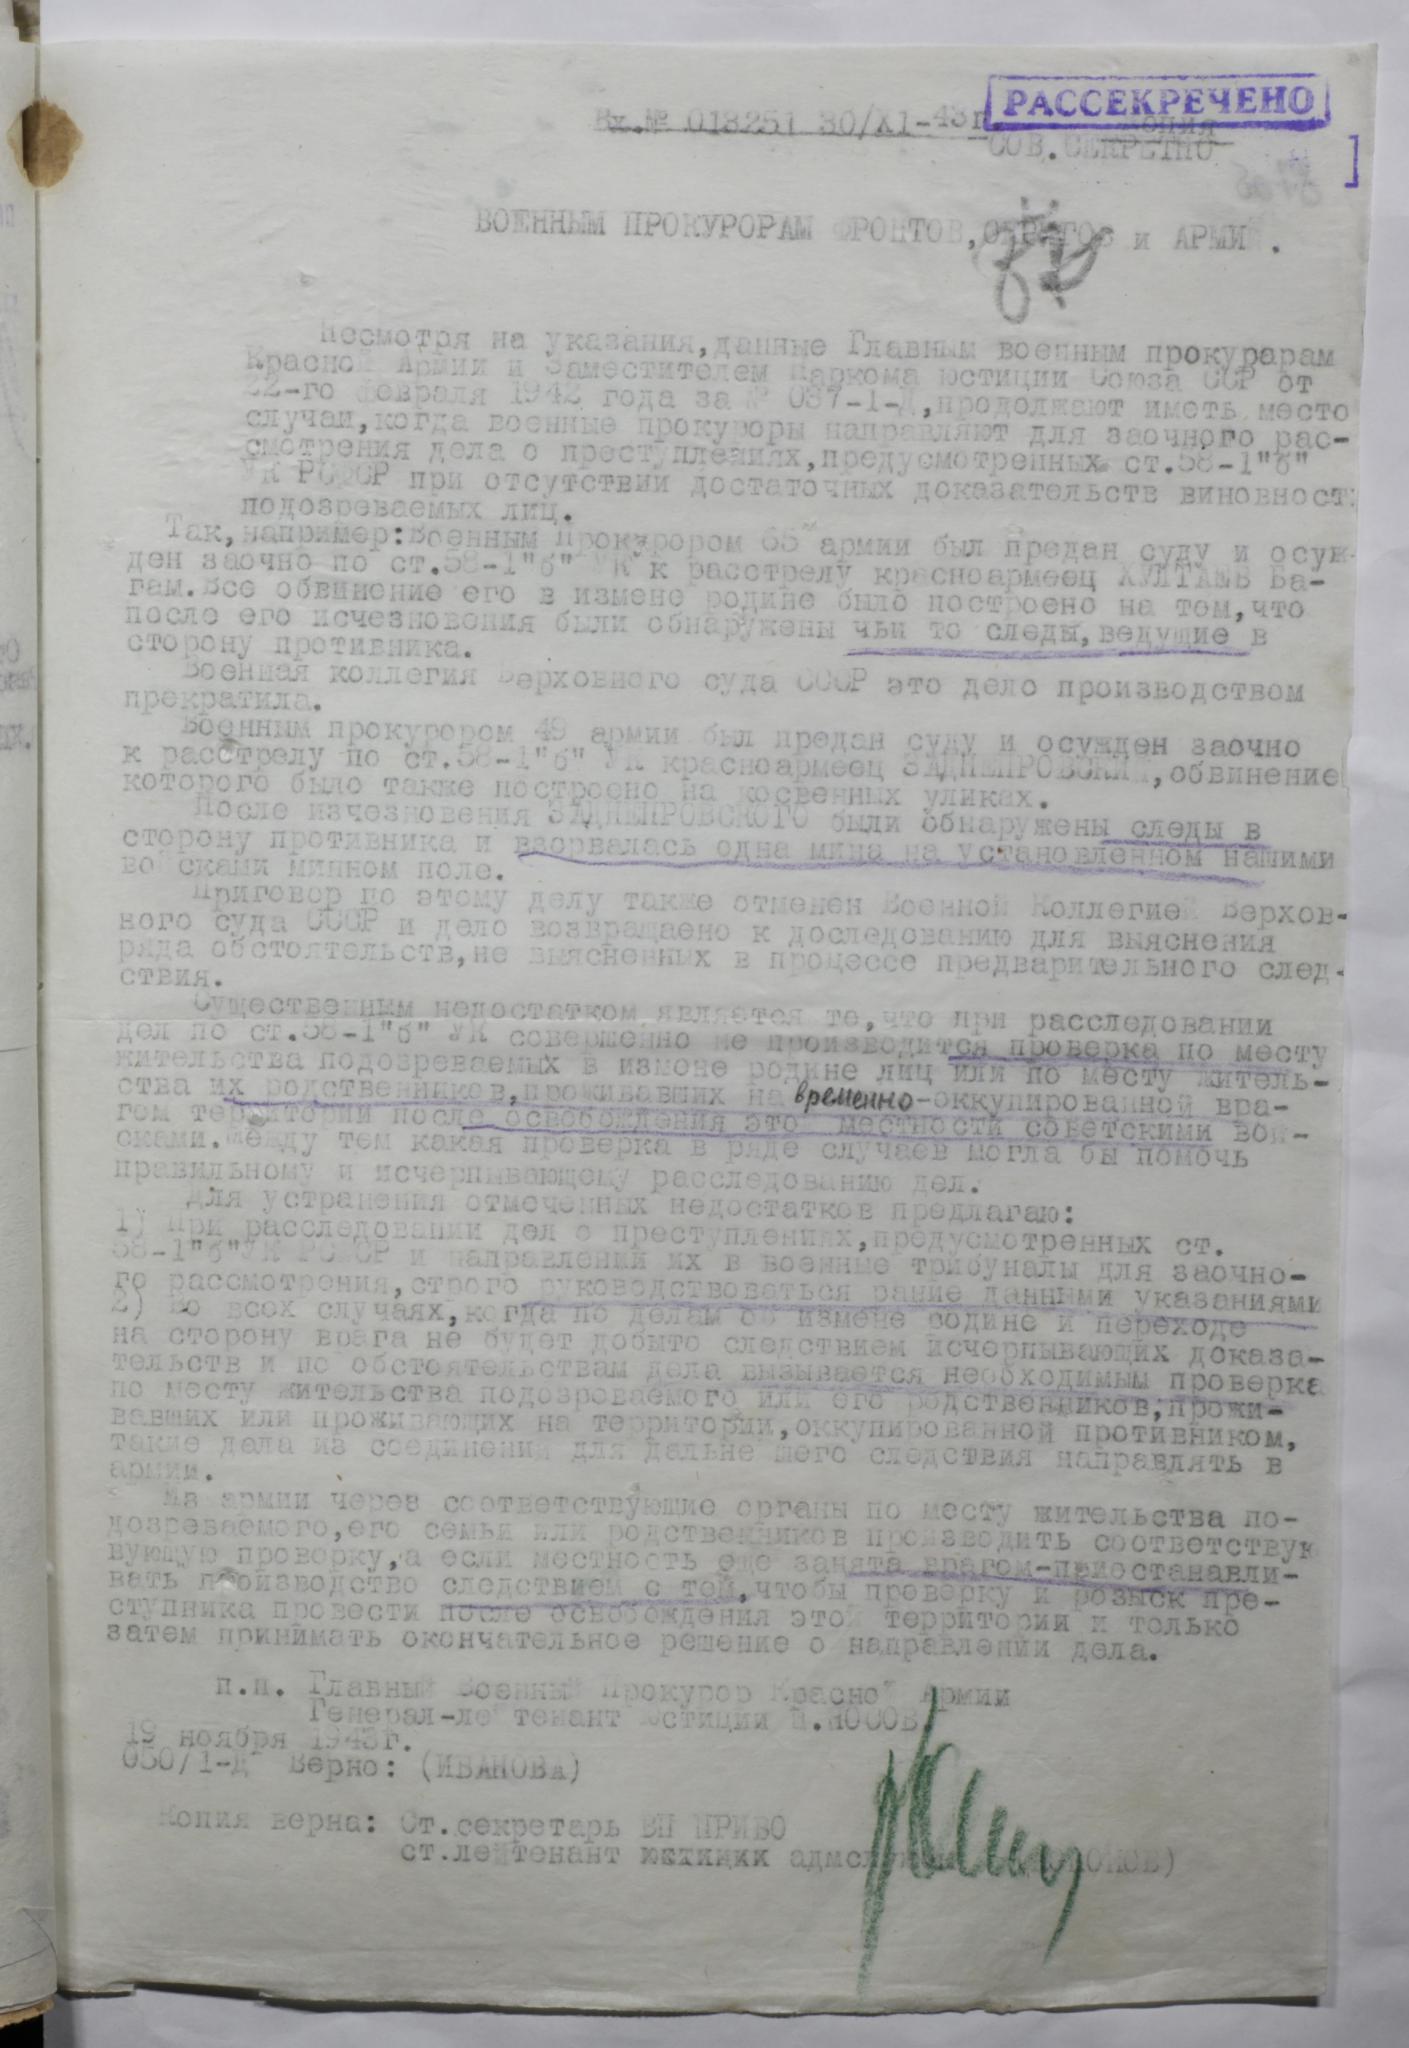 РАССЕКРЕЧЕНО
Вх.№ 013251 30/XI-43г.
Копия
СОВ.СЕКРЕТНО
ВОЕННЫМ ПРОКУРОРАМ ФРОНТОВ, ОКРУГОВ и АРМИЙ.
Несмотря на указания,данные Главным военным прокурарам
Красной Армии и Заместителем Наркома юстиции Союза ССР от
22-го февраля 1942 года за № 037-1-Д,продолжают иметь место
случаи,когда военные прокуроры направляют для заочного рас-
смотрения дела о преступлениях,предусмотренных ст.58-1"б"
УК РСФСР при отсутствии достаточных доказательств виновности
подозреваемых лиц.
Так,например:Военным Прокурором 65 армии был предан суду и осуж-
ден заочно по ст.58-1"б" УК к расстрелу красноармеец ХУЛТАЕВ Ба-
гам.Все обвинение его в измене родине было построено на том,что
после его исчезновения были обнаружены чьи то следы,ведущие в
сторону противника.
Военная коллегия Верховного суда СССР это дело производством
прекратила.
Военным прокурором 49 армии был предан суду и осужден заочно
к расстрелу по ст.58-1"б" УК красноармеец ЗАДНЕПРОВСКИЙ,обвинение
которого было также построено на косвенных уликах.
После изчезновения ЗАДНЕПРОВСКОГО были обнаружены следы в
сторону противника и взорвалась одна мина на установленном нашими
войсками минном поле.
Приговор по этому делу также отменен Военной Коллегией Верхов-
ного суда СССР и дело возвращаено к доследованию для выяснения
ряда обстоятельств,не выясненных в процессе предварительного след-
ствия.
Существенным недостатком является то,что при расследовании
дел по ст.58-1"б" УК совершенно не производится проверка по месту
жительства подозреваемых в измене родине лиц или по месту житель-
ства их родственников,проживавших на временно-оккупированной вра-
гом территории после освобождения этой местности советскими вой-
сками.Между тем какая проверка в ряде случаев могла бы помочь
правильному и исчерпывающему расследованию дел.
Для устранения отмеченных недостатков предлагаю:
1) При расследовании дел о преступлениях,предусмотренных ст.
58-1"б"УК РСФСР и направлении их в военные трибуналы для заочно-
го рассмотрения,строго руководствоваться ранне данными указаниями
2) Во всех случаях,когда по делам об измене родине и переходе
на сторону врага не будет добыто следствием исчерпывающих доказа-
тельств и по обстоятельствам дела вызывается необходимым проверка
по месту жительства подозреваемого или его родственников,прожи-
вавших или проживающих на территории,оккупированной противником,
такие дела из соединений для дальнейшего следствия направлять в
армии.
Из армии через соответствующие органы по месту жительства по-
дозреваемого,его семьи или родственников производить соответствую
вующую проверку,а если местность еще занята врагом-приостанавли-
вать производство следствием с тем,чтобы проверку и розыск пре-
ступника провести после освобождения этой территории и только
затем принимать окончательное решение о направлении дела.
п.п. Главный Военный Прокурор Красной Армии
Генерал-лейтенант юстиции В.НОСОВ.
19 ноября 1943г.
050/1-Д Верно: (ИВАНОВА)
Копия верна: Ст.секретарь ВП ПРИВО
ст.лейтенант юстиции адмслужбы